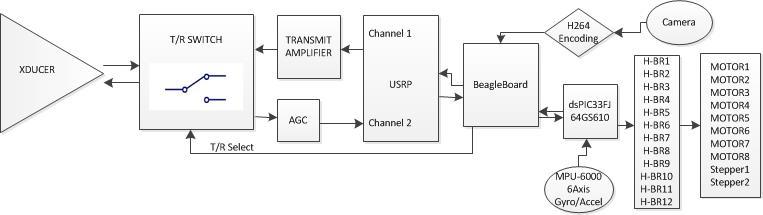 XDUCER
T/R SWITCH
TRANSMIT
AMPLIFIER
AGC
Channel 1
USRP
Channel 2
T/R Select
BeagleBoard
H264
Encoding
Camera
dsPIC33FJ
64GS610
MPU-6000
6Axis
Gyro/Accel
H-BR1
H-BR2
H-BR3
H-BR4
H-BR5
H-BR6
H-BR7
H-BR8
H-BR9
H-BR10
H-BR11
H-BR12
MOTOR1
MOTOR2
MOTOR3
MOTOR4
MOTOR5
MOTOR6
MOTOR7
MOTOR8
Stepper1
Stepper2